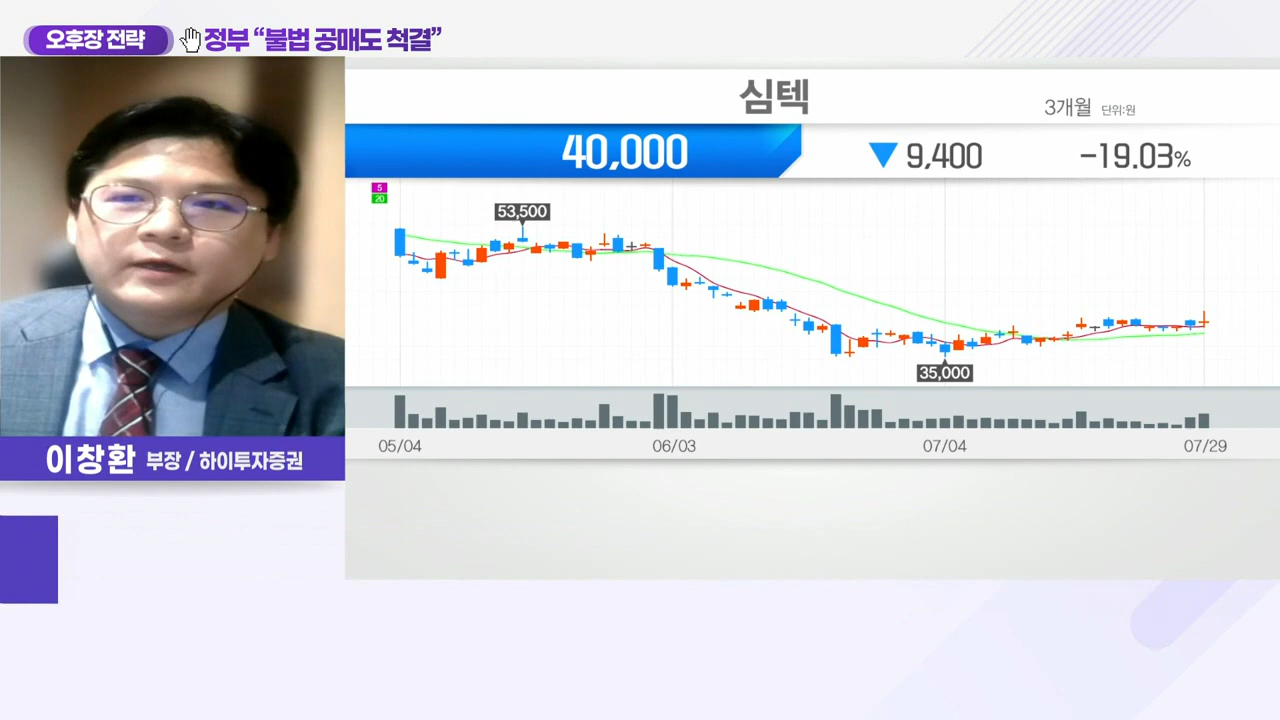 오후장 전략
정부 “불법 공매도 척결”
심텍
3개월 단위:원
40,000
▼ 9,400
-19.03%
5
20
53,500
35,000
05/04
06/03
07/04
07/29
이창환 부장 / 하이투자증권